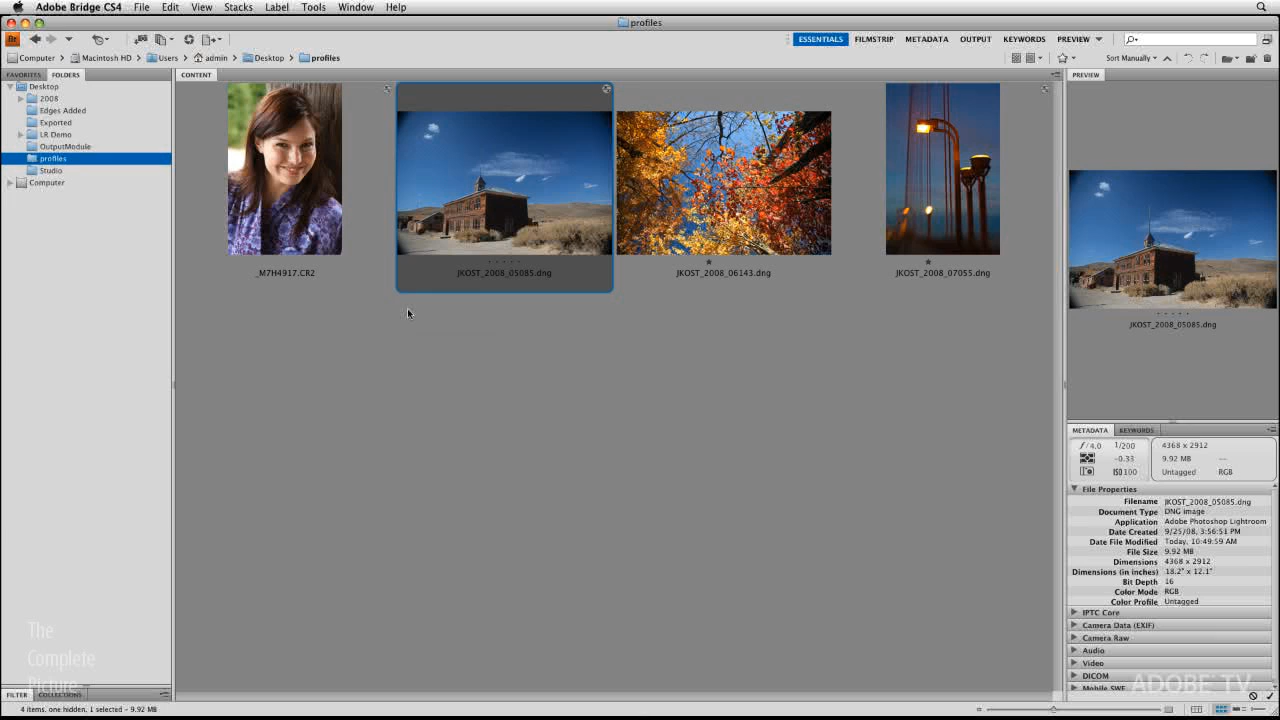 Adobe Bridge CS4 File Edit View Stacks Label Tools Window Help
profiles
Br ESSENTIALS FILMSTRIP METADATA OUTPUT KEYWORDS PREVIEW
Computer Macintosh HD Users admin Desktop profiles Sort Manually
FAVORITES FOLDERS
CONTENT
PREVIEW
Desktop
2008
Edges Added
Exported
LR Demo
OutputModule
profiles
Studio
Computer
_M7H4917.CR2
JKOST_2008_05085.dng
JKOST_2008_06143.dng
JKOST_2008_07055.dng
JKOST_2008_05085.dng
METADATA KEYWORDS
f/4.0 1/200
-0.33
ISO100
4368 x 2912
9.92 MB --
Untagged RGB
File Properties
Filename JKOST_2008_05085.dng
Document Type DNG image
Application Adobe Photoshop Lightroom
Date Created 9/25/08, 3:56:51 PM
Date File Modified Today, 10:49:59 AM
File Size 9.92 MB
Dimensions 4368 x 2912
Dimensions (in inches) 18.2" x 12.1"
Bit Depth 16
Color Mode RGB
Color Profile Untagged
IPTC Core
Camera Data (EXIF)
Camera Raw
Audio
Video
DICOM
Mobile SWF
The
Complete
Picture
ADOBE TV
FILTER COLLECTIONS
4 items, one hidden, 1 selected - 9.92 MB